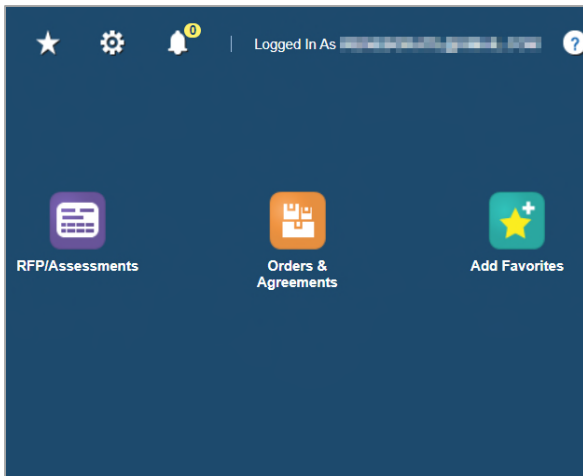 0
Logged In As
?
RFP/Assessments
Orders &
Agreements
Add Favorites